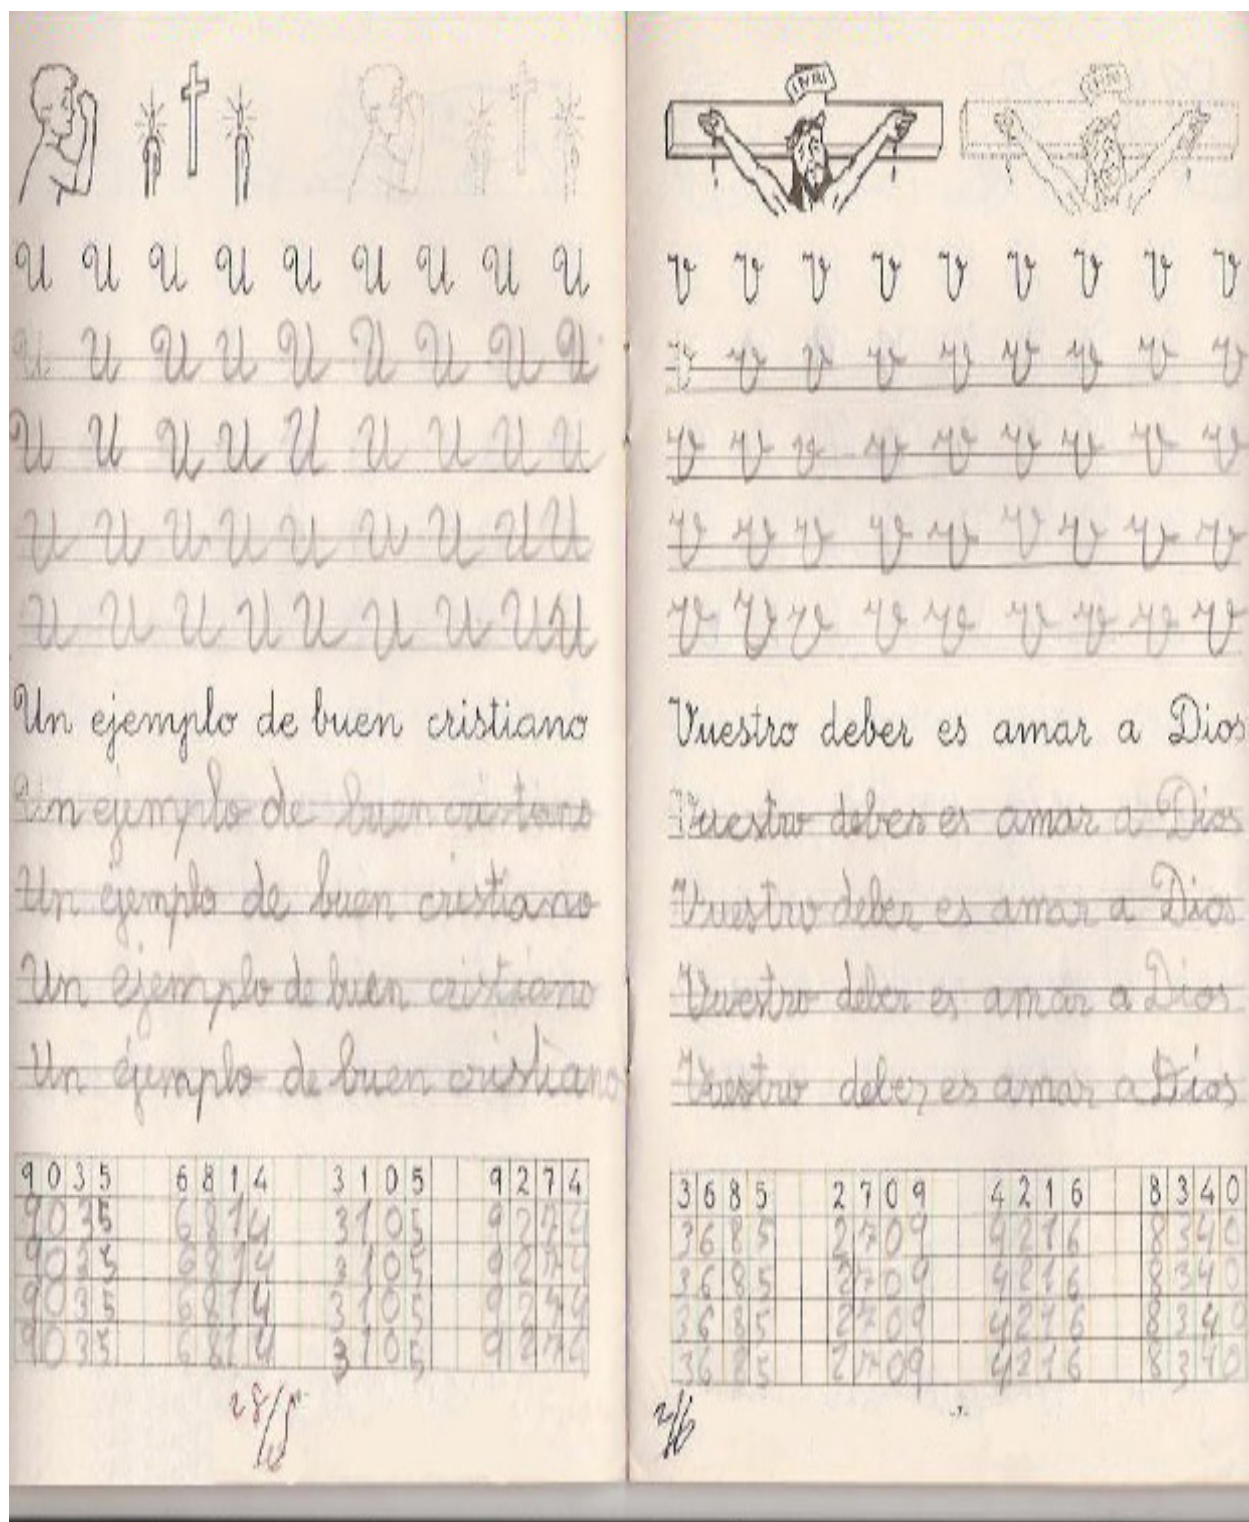 U U U U U U U U U
U U U U U U U U U
U U U U U U U U U
U U U U U U U U U
U U U U U U U U U
Un ejemplo de buen cristiano
Un ejemplo de buen cristiano
Un ejemplo de buen cristiano
Un ejemplo de buen cristiano
Un ejemplo de buen cristiano
9035 6814 3105 9274
9035 6814 3105 9274
9035 6814 3105 9274
9035 6814 3105 9274
9035 6814 3105 9274
28/5
INRI INRI
V V V V V V V V V
V V V V V V V V V
V V V V V V V V V
V V V V V V V V V
V V V V V V V V V
Vuestro deber es amar a Dios
Vuestro deber es amar a Dios
Vuestro deber es amar a Dios
Vuestro deber es amar a Dios
Vuestro deber es amar a Dios
3685 2709 4216 8340
3685 2709 4216 8340
3685 2709 4216 8340
3685 2709 4216 8340
3685 2709 4216 8340
2/6